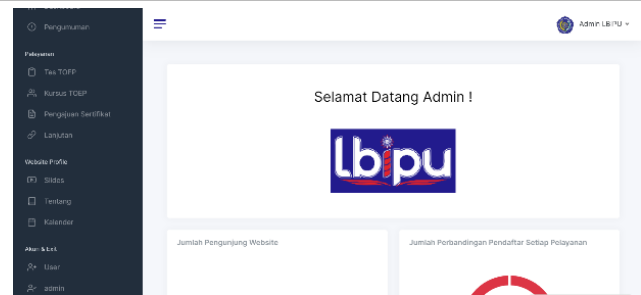 Pengumuman
Admin LBIPU
Pelayanan
Tes TOEP
Kursus TOEP
Pengajuan Sertifikat
Lanjutan
Website Profile
Slides
Tentang
Kalender
User
admin
Selamat Datang Admin !
lbipu
Jumlah Pengunjung Website
Jumlah Perbandingan Pendaftar Setiap Pelayanan